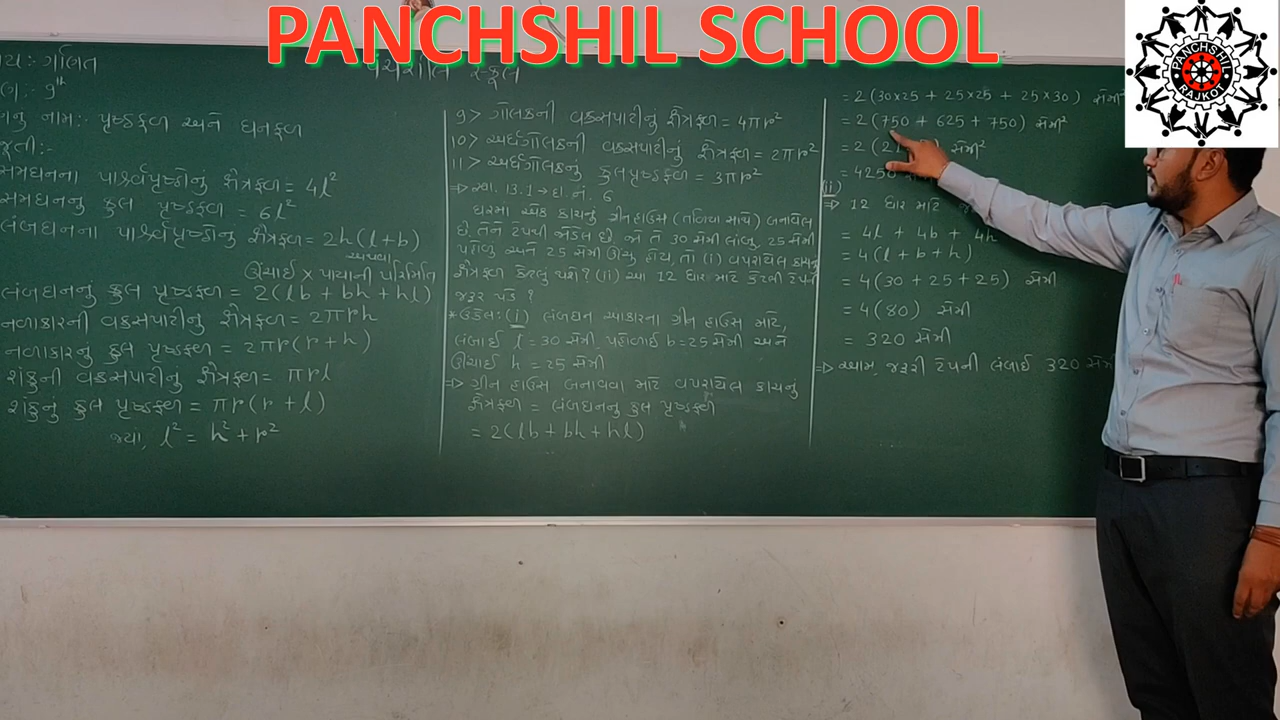 PANCHSHIL SCHOOL
PANCHSHIL
RAJKOT
ગણિત
પંચશીલ સ્કૂલ
9th
નામ:- પૃષ્ઠફળ અને ઘનફળ
સમઘનના પાર્શ્વપૃષ્ઠોનું ક્ષેત્રફળ = 4l²
સમઘનનું કુલ પૃષ્ઠફળ = 6l²
લંબઘનના પાર્શ્વપૃષ્ઠોનું ક્ષેત્રફળ = 2h(l+b)
અથવા
ઊંચાઈ × પાયાની પરિમિતિ
લંબઘનનું કુલ પૃષ્ઠફળ = 2(lb+bh+hl)
નળાકારની વક્રસપાટીનું ક્ષેત્રફળ = 2πrh
નળાકારનું કુલ પૃષ્ઠફળ = 2πr(r+h)
શંકુની વક્રસપાટીનું ક્ષેત્રફળ = πrl
શંકુનું કુલ પૃષ્ઠફળ = πr(r+l)
જ્યાં, l² = h²+r²
9> ગોલકની વક્રસપાટીનું ક્ષેત્રફળ = 4πr²
10> અર્ધગોલકની વક્રસપાટીનું ક્ષેત્રફળ = 2πr²
11> અર્ધગોલકનું કુલ પૃષ્ઠફળ = 3πr²
⇒ સ્વા. 13.1 → દા. નં. 6
ઘરમાં એક કાચનું ગ્રીનહાઉસ (તળિયા સાથે) બનાવેલ
છે. તેને ટેપથી જોડેલ છે. જો તે 30 સેમી લાંબુ, 25 સેમી
પહોળુ અને 25 સેમી ઊંચુ હોય, તો (i) વપરાયેલ કાચનું
ક્ષેત્રફળ કેટલુ થશે? (ii) આ 12 ધાર માટે કેટલી ટેપની
જરૂર પડે ?
* ઉકેલ: (i) લંબઘન આકારના ગ્રીન હાઉસ માટે,
લંબાઈ l = 30 સેમી, પહોળાઈ b = 25 સેમી અને
ઊંચાઈ h = 25 સેમી
⇒ ગ્રીન હાઉસ બનાવવા માટે વપરાયેલ કાચનું
ક્ષેત્રફળ = લંબઘનનું કુલ પૃષ્ઠફળ
= 2(lb+bh+hl)
= 2(30×25 + 25×25 + 25×30) સેમી²
= 2(750 + 625 + 750) સેમી²
= 2(21 સેમી²
= 4250
(ii)
⇒ 12 ધાર માટે
= 4l + 4b + 4h
= 4(l+b+h)
= 4(30+25+25) સેમી
= 4(80) સેમી
= 320 સેમી
⇒ આમ, જરૂરી ટેપની લંબાઈ 320 સેમી